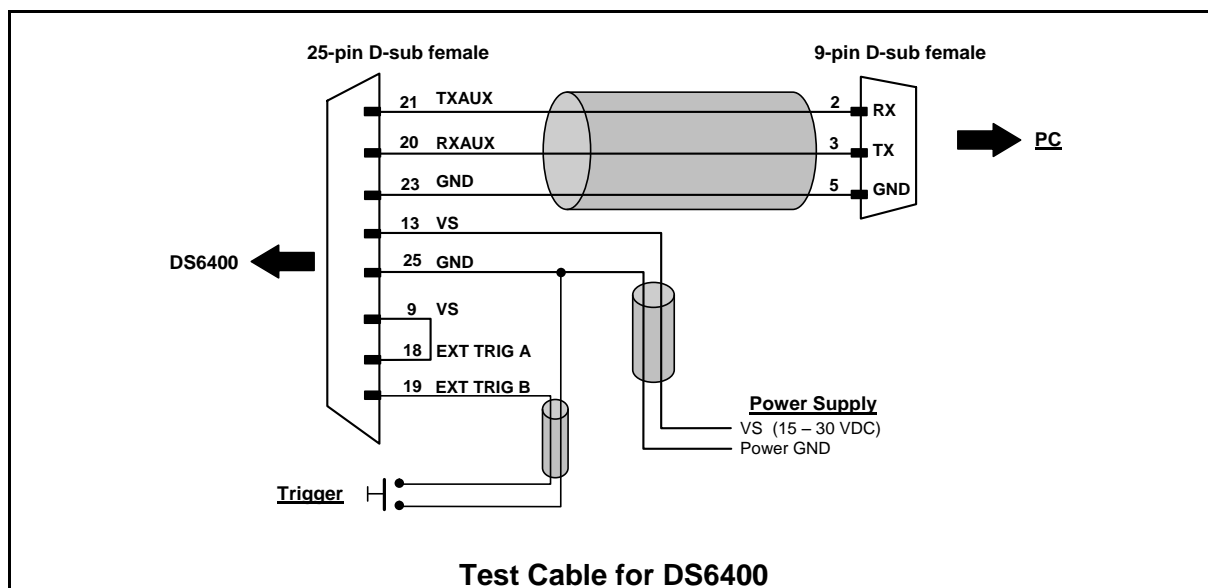 25-pin D-sub female
9-pin D-sub female
21 TXAUX
2 RX
20 RXAUX
3 TX
PC
23 GND
5 GND
13 VS
DS6400
25 GND
9 VS
18 EXT TRIG A
19 EXT TRIG B
Power Supply
VS (15 – 30 VDC)
Power GND
Trigger
Test Cable for DS6400